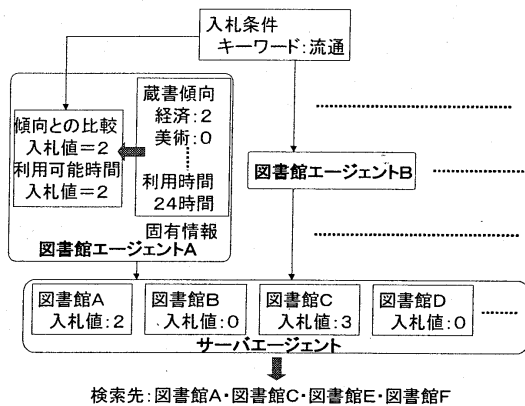 入札条件
キーワード:流通
蔵書傾向
経済:2
美術:0
利用時間
24時間
固有情報
傾向との比較
入札値=2
利用可能時間
入札値=2
図書館エージェントA
図書館エージェントB
図書館A
入札値:2
図書館B
入札値:0
図書館C
入札値:3
図書館D
入札値:0
サーバエージェント
検索先:図書館A・図書館C・図書館E・図書館F